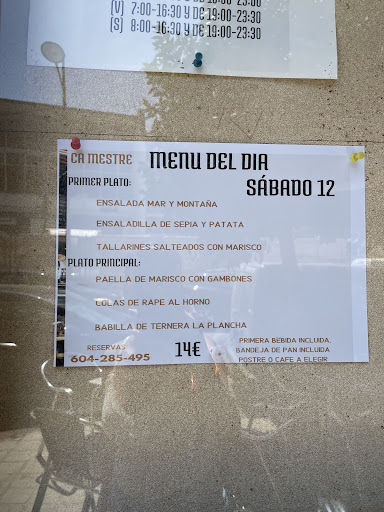 (V) 7:00-16:30 Y DE 19:00-23:30
(S) 8:00-16:30 Y DE 19:00-23:30
CA MESTRE MENU DEL DIA
PRIMER PLATO: SÁBADO 12
ENSALADA MAR Y MONTAÑA
ENSALADILLA DE SEPIA Y PATATA
TALLARINES SALTEADOS CON MARISCO
PLATO PRINCIPAL:
PAELLA DE MARISCO CON GAMBONES
COLAS DE RAPE AL HORNO
BABILLA DE TERNERA LA PLANCHA
RESERVAS
604-285-495
14€
PRIMERA BEBIDA INCLUIDA,
BANDEJA DE PAN INCLUIDA
POSTRE O CAFE A ELEGIR